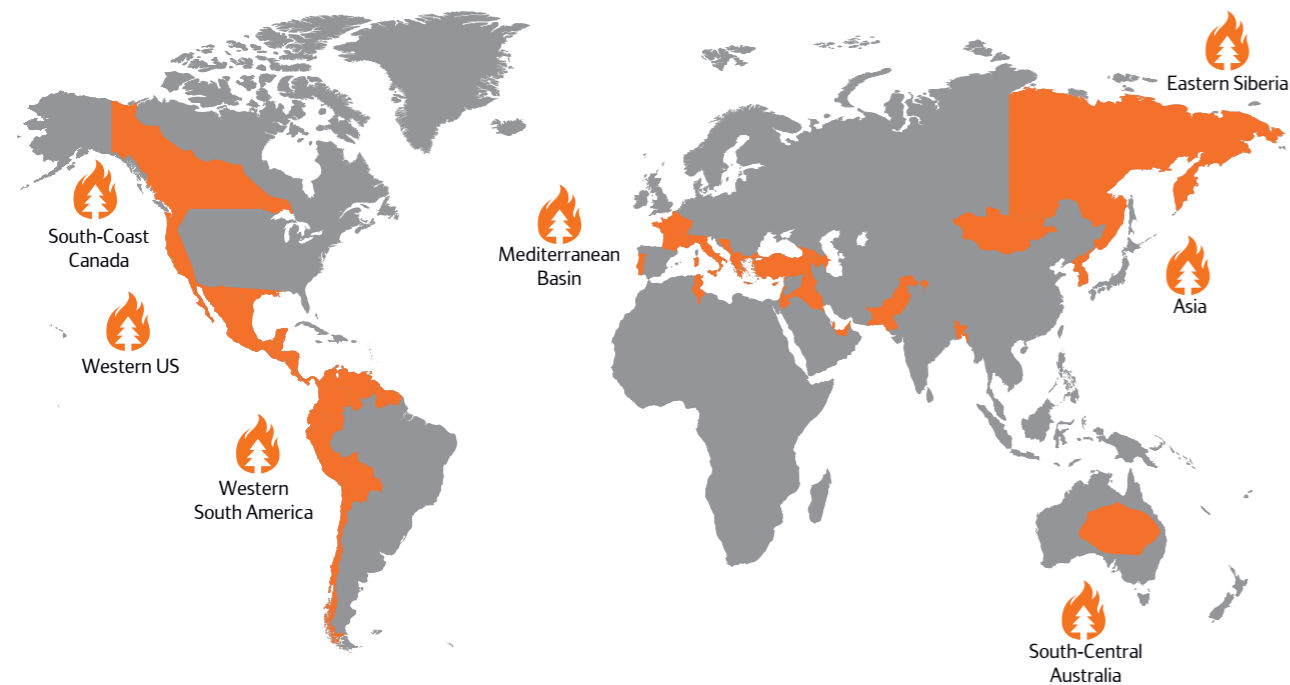 Eastern Siberia
South-Coast
Canada
Mediterranean
Basin
Asia
Western US
Western
South America
South-Central
Australia